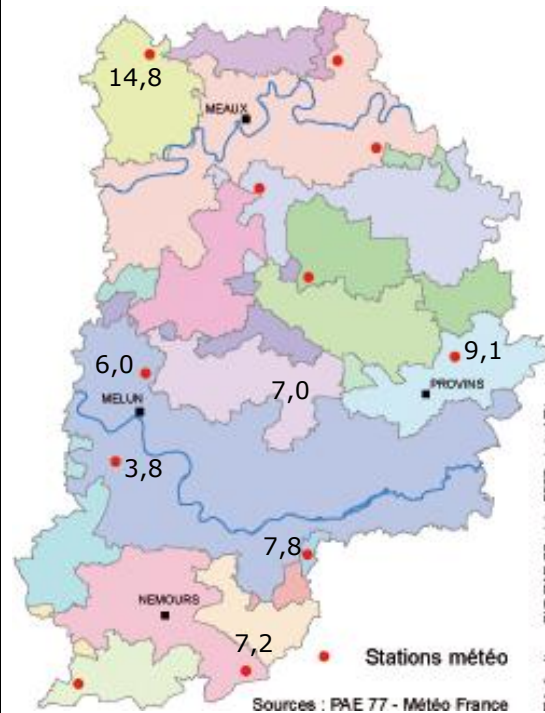 14,8
MEAUX
9,1
6,0
7,0
PROVINS
MELUN
3,8
7,8
NEMOURS
7,2
Stations météo
Sources : PAE 77 - Météo France